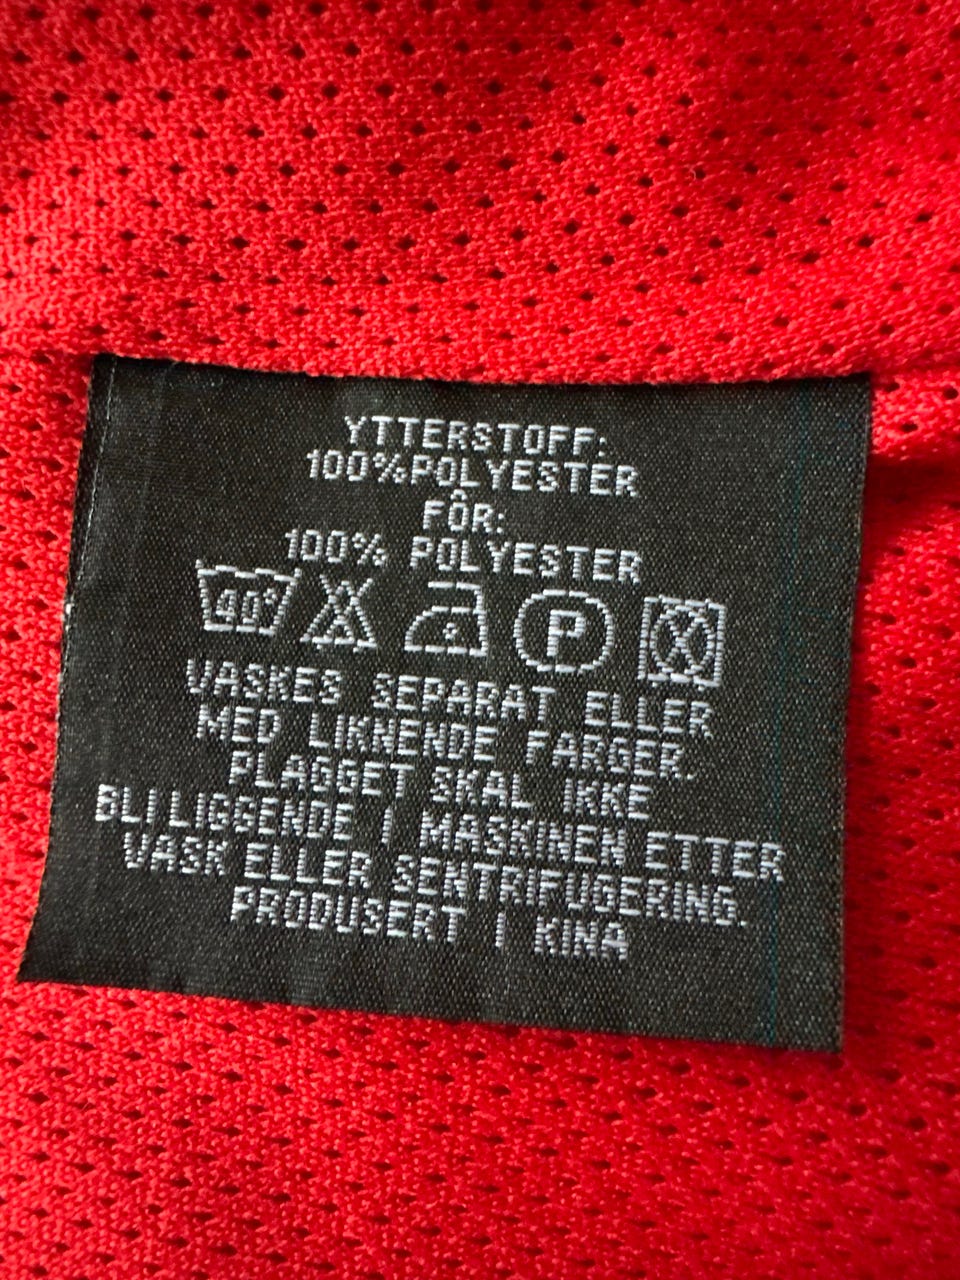 YTTERSTOFF:
100%POLYESTER
FÔR:
100% POLYESTER
40° P
VASKES SEPARAT ELLER
MED LIKNENDE FARGER.
PLAGGET SKAL IKKE
BLI LIGGENDE I MASKINEN ETTER
VASK ELLER SENTRIFUGERING.
PRODUSERT I KINA